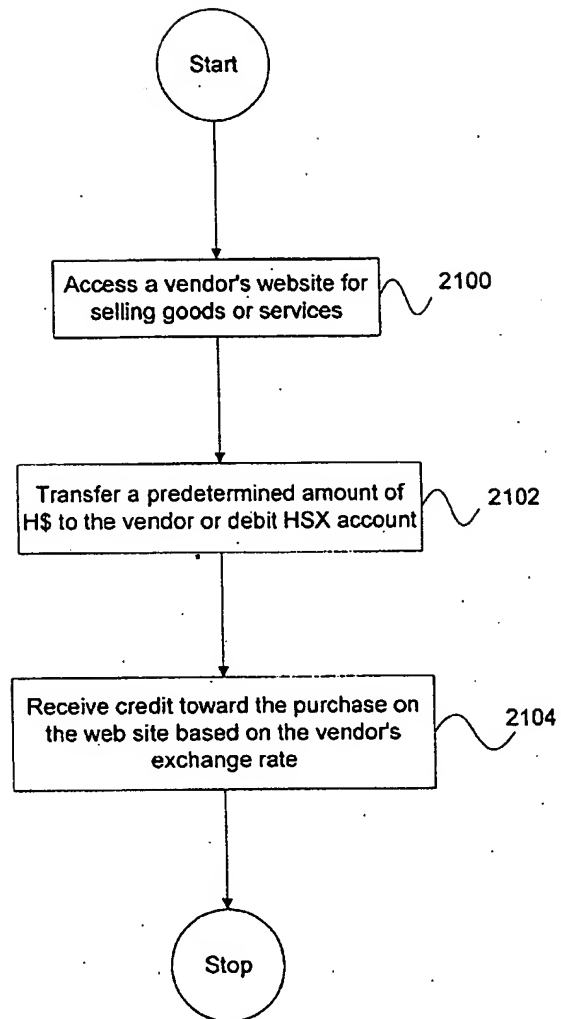 Start
Access a vendor's website for
selling goods or services
2100
Transfer a predetermined amount of
H$ to the vendor or debit HSX account
2102
Receive credit toward the purchase on
the web site based on the vendor's
exchange rate
2104
Stop